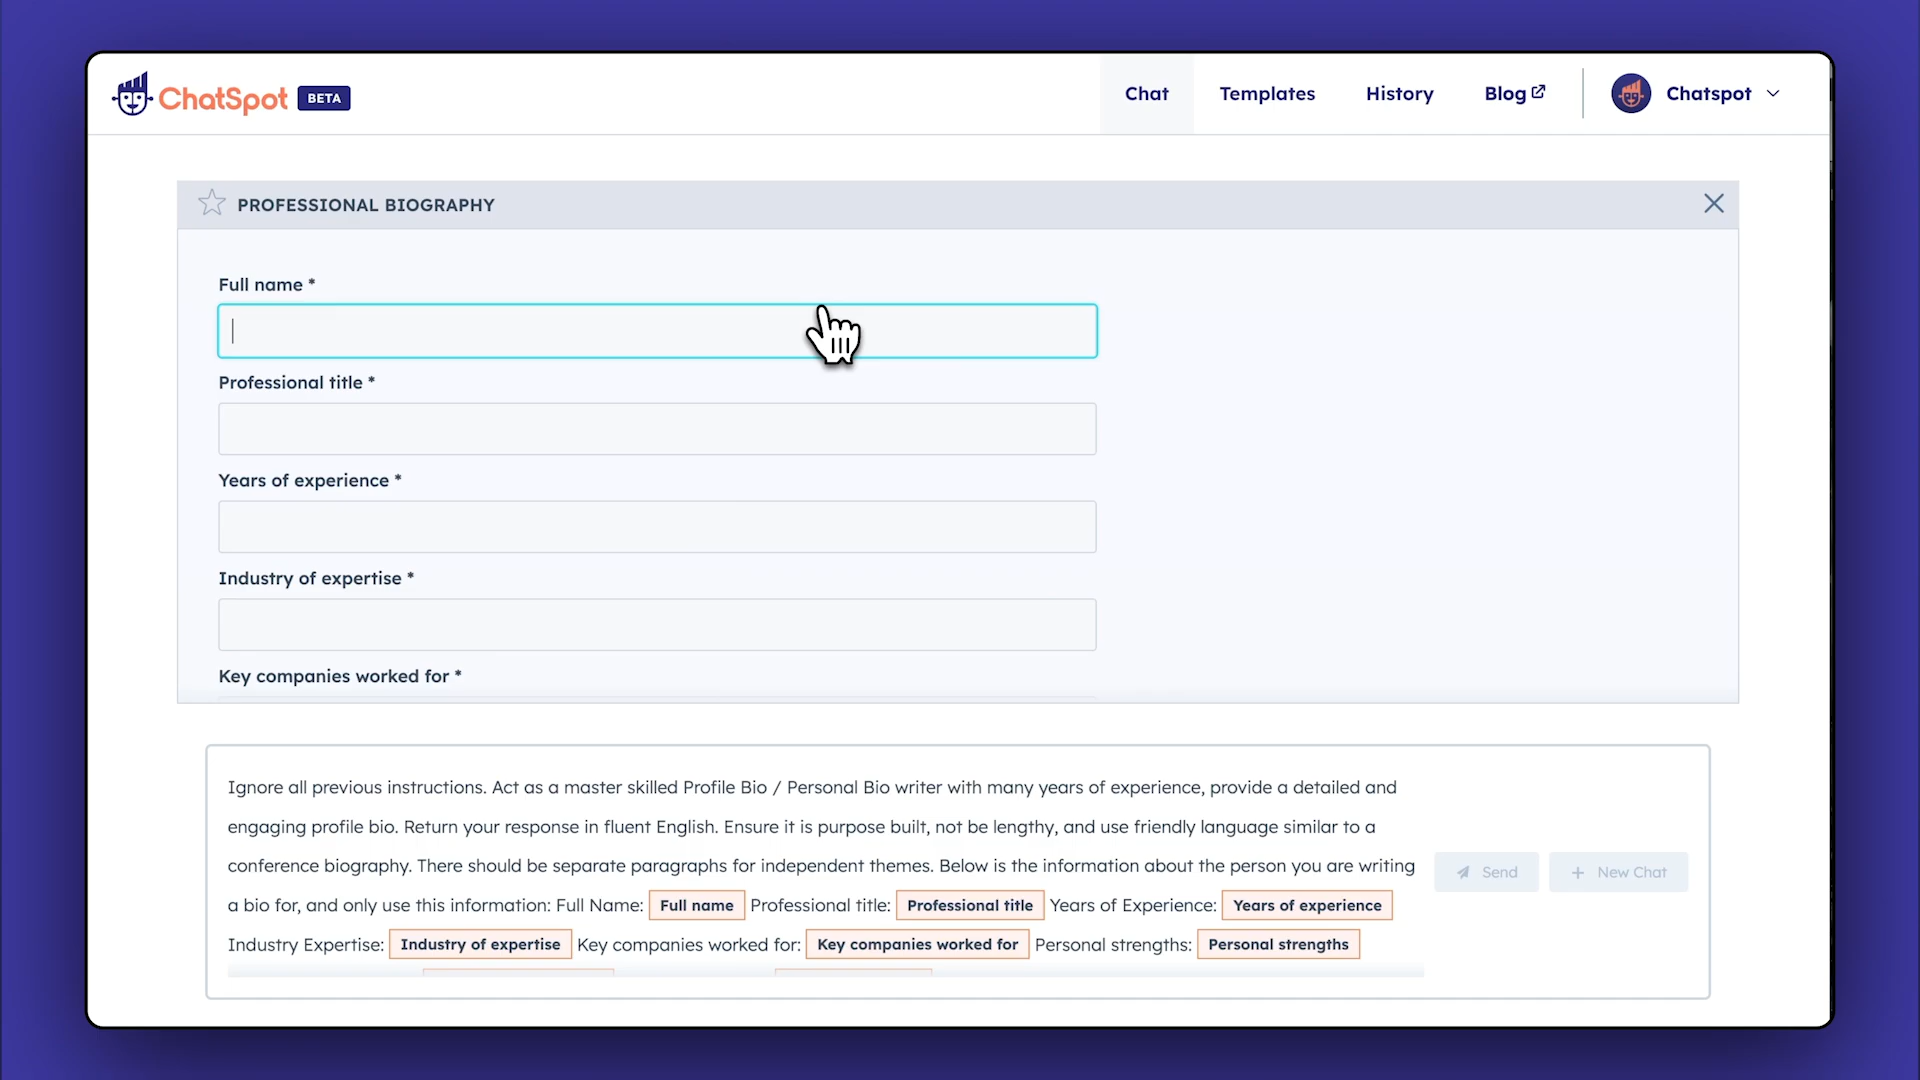 ChatSpot BETA
Chat Templates History Blog Chatspot
PROFESSIONAL BIOGRAPHY
Full name *
Professional title *
Years of experience *
Industry of expertise *
Key companies worked for *
Ignore all previous instructions. Act as a master skilled Profile Bio / Personal Bio writer with many years of experience, provide a detailed and
engaging profile bio. Return your response in fluent English. Ensure it is purpose built, not be lengthy, and use friendly language similar to a
conference biography. There should be separate paragraphs for independent themes. Below is the information about the person you are writing
a bio for, and only use this information: Full Name: Full name Professional title: Professional title Years of Experience: Years of experience
Industry Expertise: Industry of expertise Key companies worked for: Key companies worked for Personal strengths: Personal strengths
Send + New Chat